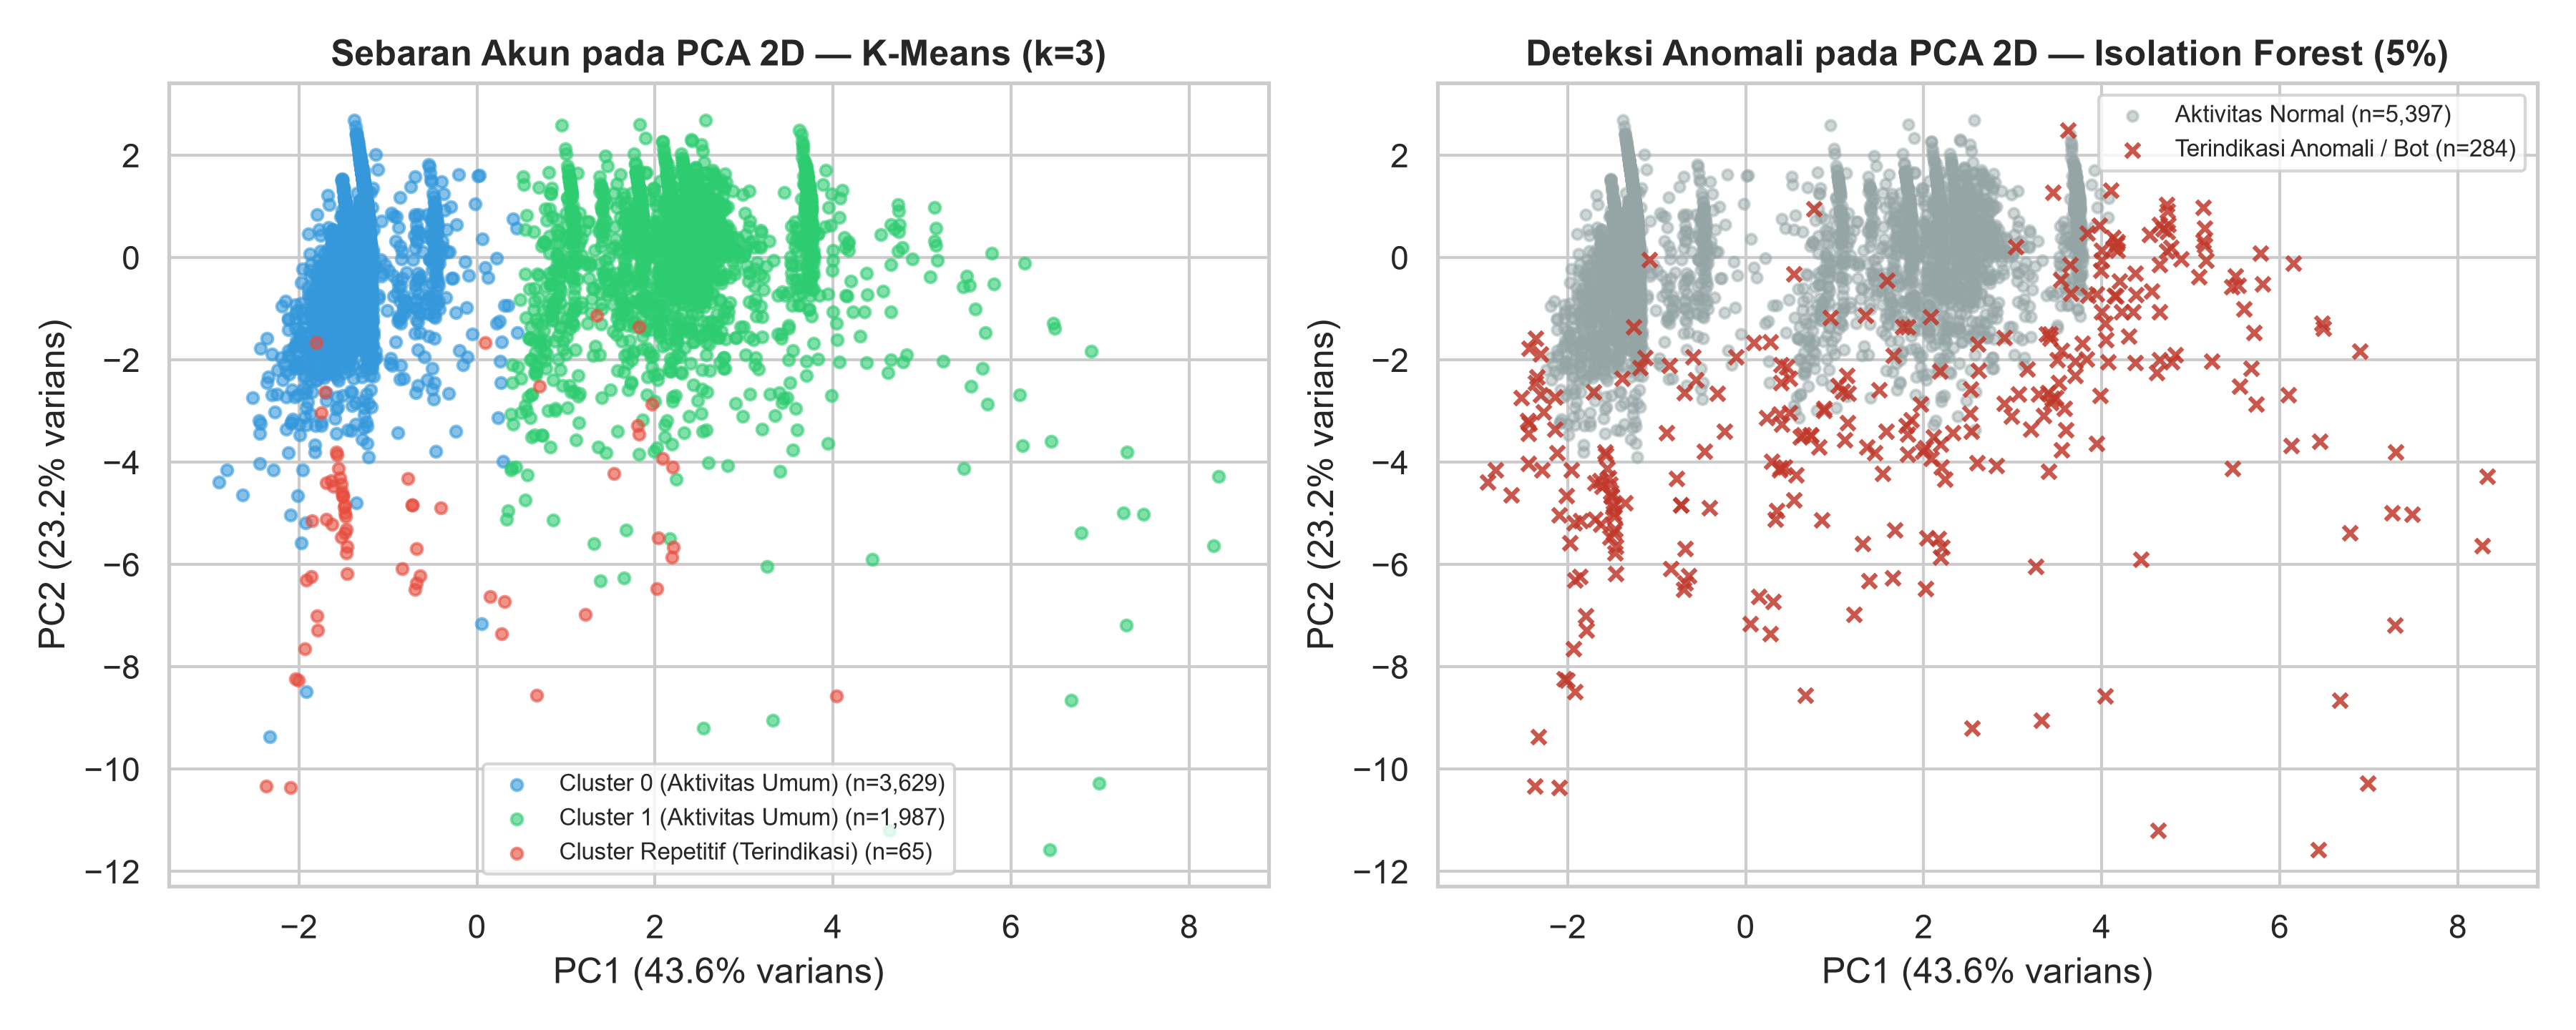 Sebaran Akun pada PCA 2D — K-Means (k=3)
2
0
−2
−4
−6
−8
−10
−12
PC2 (23.2% varians)
Cluster 0 (Aktivitas Umum) (n=3,629)
Cluster 1 (Aktivitas Umum) (n=1,987)
Cluster Repetitif (Terindikasi) (n=65)
−2 0 2 4 6 8
PC1 (43.6% varians)
Deteksi Anomali pada PCA 2D — Isolation Forest (5%)
Aktivitas Normal (n=5,397)
Terindikasi Anomali / Bot (n=284)
2
0
−2
−4
−6
−8
−10
−12
PC2 (23.2% varians)
−2 0 2 4 6 8
PC1 (43.6% varians)